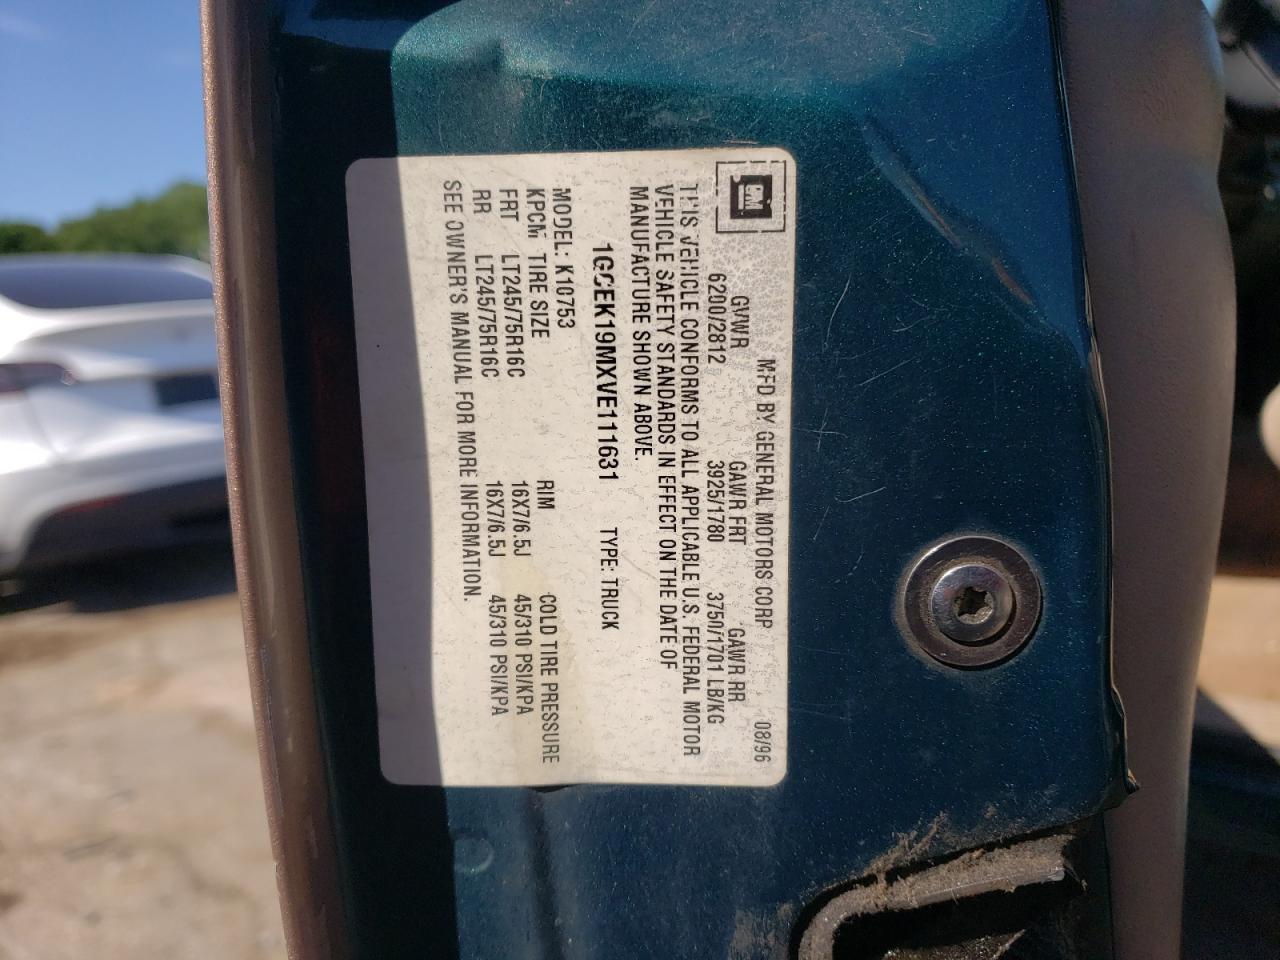 GM
MFD BY GENERAL MOTORS CORP 08/96
GVWR GAWR FRT GAWR RR
6200/2812 3925/1780 3750/1701 LB/KG
THIS VEHICLE CONFORMS TO ALL APPLICABLE U.S. FEDERAL MOTOR
VEHICLE SAFETY STANDARDS IN EFFECT ON THE DATE OF
MANUFACTURE SHOWN ABOVE.
1GCEK19MXVE111631 TYPE: TRUCK
MODEL: K10753
KPCM TIRE SIZE RIM COLD TIRE PRESSURE
FRT LT245/75R16C 16X7/6.5J 45/310 PSI/KPA
RR LT245/75R16C 16X7/6.5J 45/310 PSI/KPA
SEE OWNER'S MANUAL FOR MORE INFORMATION.